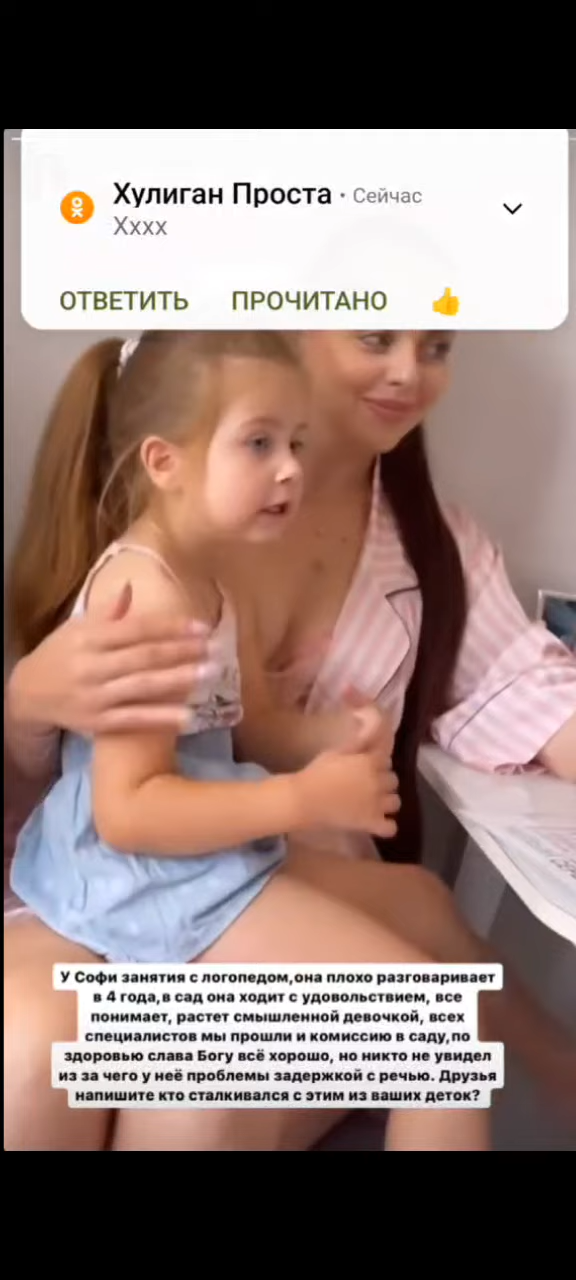 Хулиган Проста · Сейчас
Хххх
ОТВЕТИТЬ ПРОЧИТАНО 👍
У Софи занятия с логопедом,она плохо разговаривает
в 4 года,в сад она ходит с удовольствием, все
понимает, растет смышленной девочкой, всех
специалистов мы прошли и комиссию в саду,по
здоровью слава Богу всё хорошо, но никто не увидел
из за чего у неё проблемы задержкой с речью. Друзья
напишите кто сталкивался с этим из ваших деток?